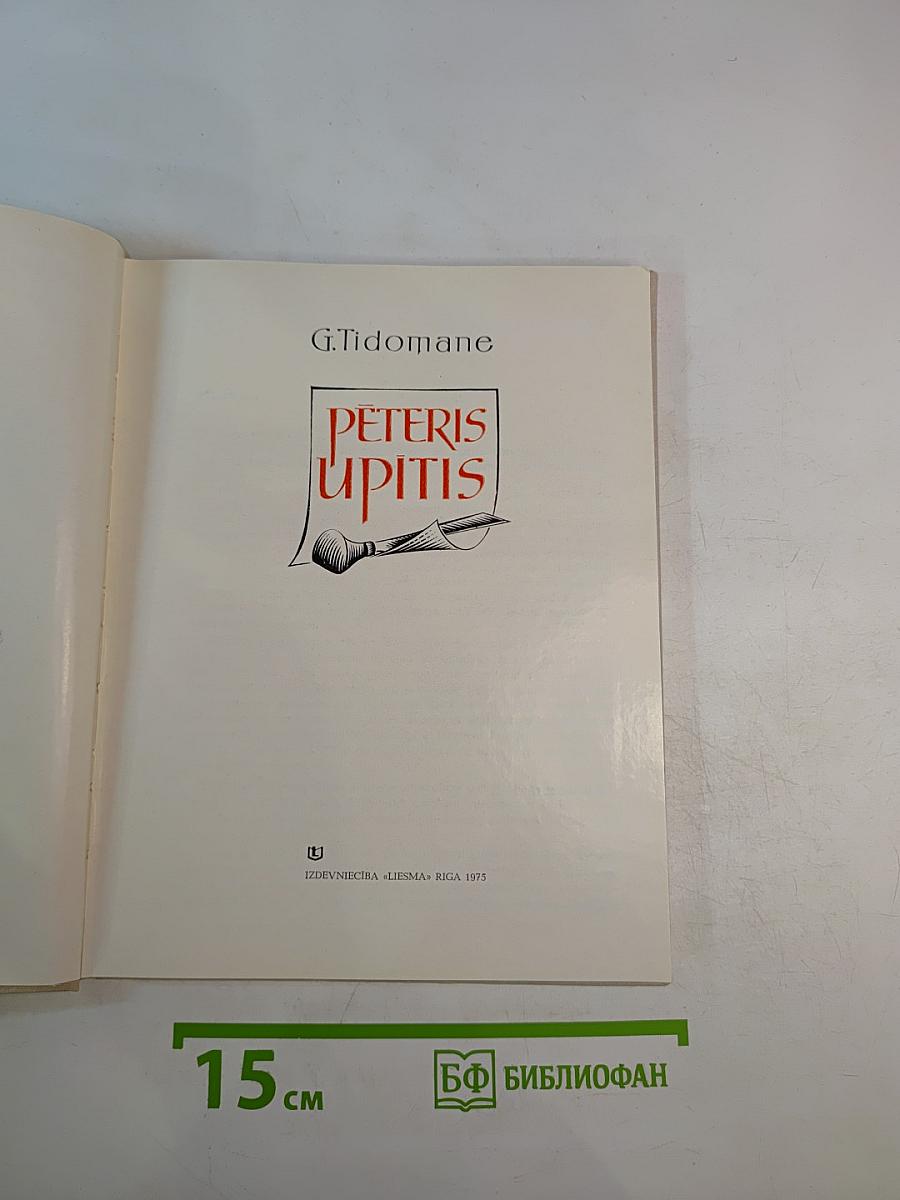 G.Tidomane
PĒTERIS
UPĪTIS
IZDEVNIECĪBA «LIESMA» RIGA 1975
15 см
БФ БИБЛИОФАН